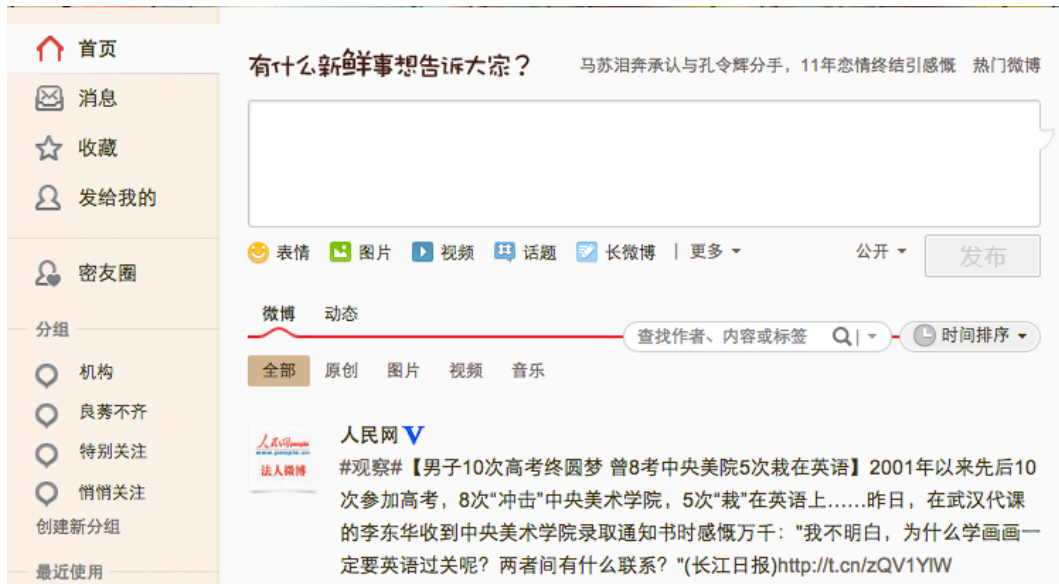 首页
消息
收藏
发给我的
密友圈
分组
机构
良莠不齐
特别关注
悄悄关注
创建新分组
最近使用
有什么新鲜事想告诉大家？
马苏泪奔承认与孔令辉分手，11年恋情终结引感慨 热门微博
表情 图片 视频 话题 长微博 | 更多 公开 发布
微博 动态
查找作者、内容或标签 时间排序
全部 原创 图片 视频 音乐
人民网 people
www.people.cn
法人微博
人民网 V
#观察#【男子10次高考终圆梦 曾8考中央美院5次栽在英语】2001年以来先后10
次参加高考，8次“冲击”中央美术学院，5次“栽”在英语上……昨日，在武汉代课
的李东华收到中央美术学院录取通知书时感慨万千："我不明白，为什么学画画一
定要英语过关呢？两者间有什么联系？"(长江日报)http://t.cn/zQV1YlW